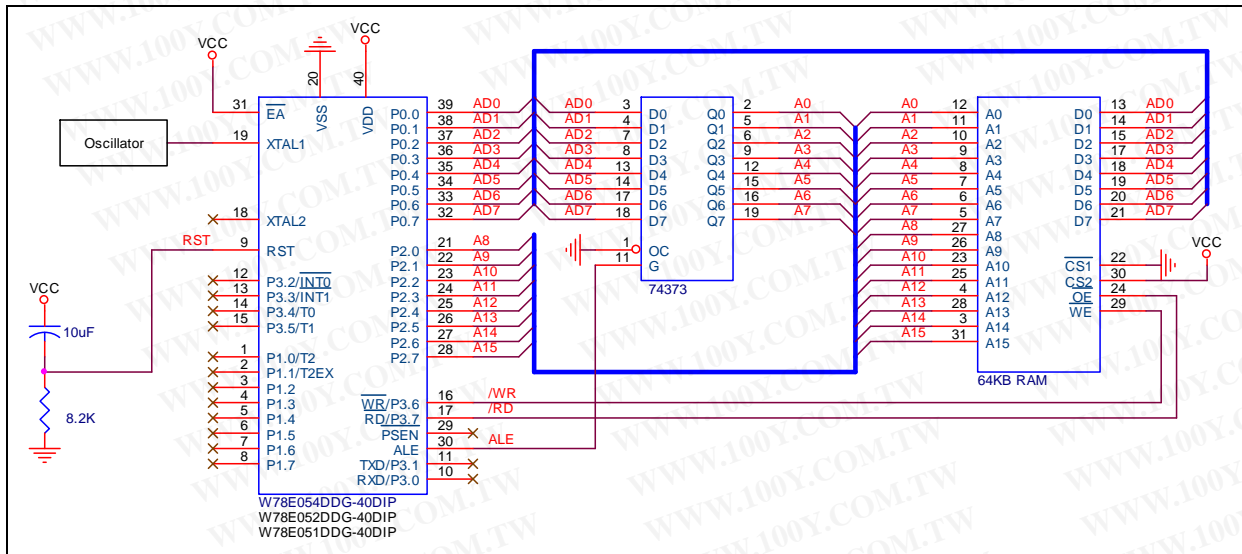 WWW.100Y.COM.TW
VCC
31
EA
19
XTAL1
Oscillator
18
XTAL2
RST
9
RST
VCC
10uF
8.2K
12
P3.2/INT0
13
P3.3/INT1
14
P3.4/T0
15
P3.5/T1
1
P1.0/T2
2
P1.1/T2EX
3
P1.2
4
P1.3
5
P1.4
6
P1.5
7
P1.6
8
P1.7
20
VSS
VCC
40
VDD
P0.0 39 AD0
P0.1 38 AD1
P0.2 37 AD2
P0.3 36 AD3
P0.4 35 AD4
P0.5 34 AD5
P0.6 33 AD6
P0.7 32 AD7
P2.0 21 A8
P2.1 22 A9
P2.2 23 A10
P2.3 24 A11
P2.4 25 A12
P2.5 26 A13
P2.6 27 A14
P2.7 28 A15
WR/P3.6 16 /WR
RD/P3.7 17 /RD
PSEN 29
ALE 30 ALE
TXD/P3.1 11
RXD/P3.0 10
W78E054DDG-40DIP
W78E052DDG-40DIP
W78E051DDG-40DIP
AD0 3 D0 Q0 2 A0
AD1 4 D1 Q1 5 A1
AD2 7 D2 Q2 6 A2
AD3 8 D3 Q3 9 A3
AD4 13 D4 Q4 12 A4
AD5 14 D5 Q5 15 A5
AD6 17 D6 Q6 16 A6
AD7 18 D7 Q7 19 A7
1 OC
11 G
74373
A0 12 A0 D0 13 AD0
A1 11 A1 D1 14 AD1
A2 10 A2 D2 15 AD2
A3 9 A3 D3 17 AD3
A4 8 A4 D4 18 AD4
A5 7 A5 D5 19 AD5
A6 6 A6 D6 20 AD6
A7 5 A7 D7 21 AD7
A8 27 A8
A9 26 A9
A10 23 A10
A11 25 A11
A12 4 A12
A13 28 A13
A14 3 A14
A15 31 A15
CS1 22
CS2 30
OE 24
WE 29
VCC
64KB RAM